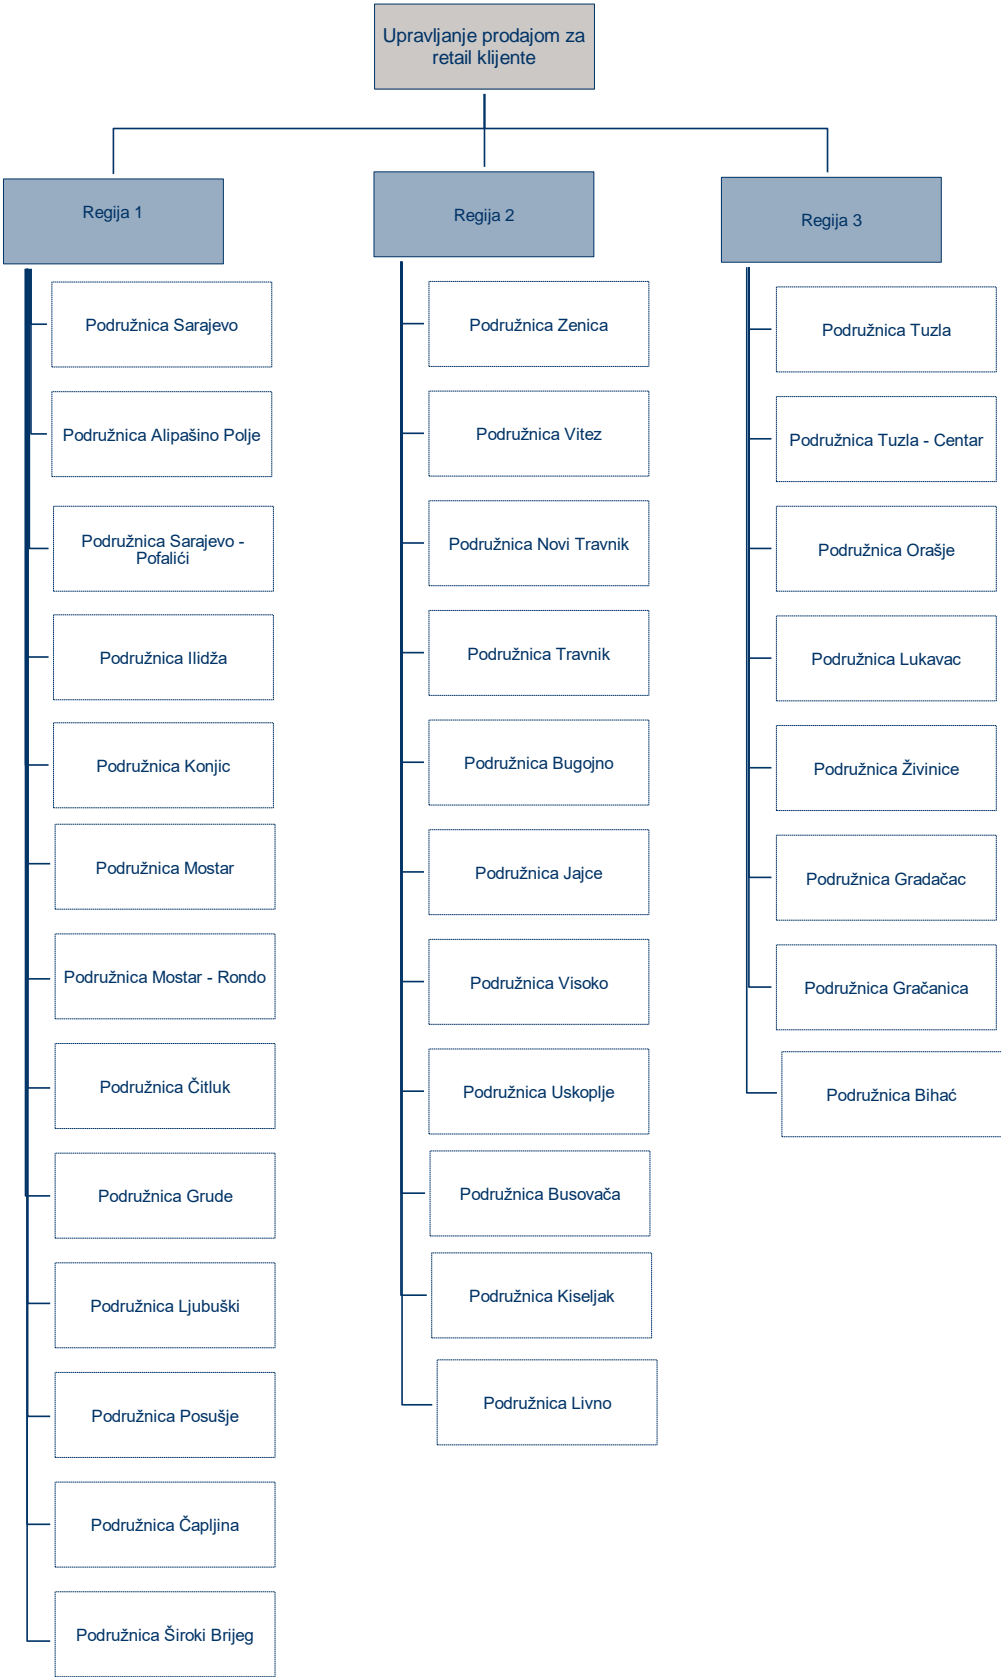 Upravljanje prodajom za
retail klijente
Regija 1
Regija 2
Regija 3
Podružnica Sarajevo
Podružnica Alipašino Polje
Podružnica Sarajevo -
Pofalići
Podružnica Ilidža
Podružnica Konjic
Podružnica Mostar
Podružnica Mostar - Rondo
Podružnica Čitluk
Podružnica Grude
Podružnica Ljubuški
Podružnica Posušje
Podružnica Čapljina
Podružnica Široki Brijeg
Podružnica Zenica
Podružnica Vitez
Podružnica Novi Travnik
Podružnica Travnik
Podružnica Bugojno
Podružnica Jajce
Podružnica Visoko
Podružnica Uskoplje
Podružnica Busovača
Podružnica Kiseljak
Podružnica Livno
Podružnica Tuzla
Podružnica Tuzla - Centar
Podružnica Orašje
Podružnica Lukavac
Podružnica Živinice
Podružnica Gradačac
Podružnica Gračanica
Podružnica Bihać